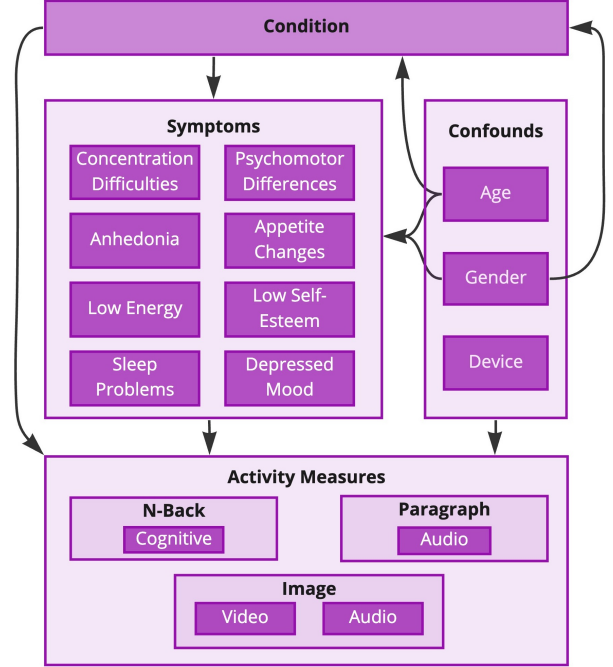 Condition
Symptoms
Concentration
Difficulties
Psychomotor
Differences
Anhedonia
Appetite
Changes
Low Energy
Low Self-
Esteem
Sleep
Problems
Depressed
Mood
Confounds
Age
Gender
Device
Activity Measures
N-Back
Cognitive
Paragraph
Audio
Image
Video
Audio